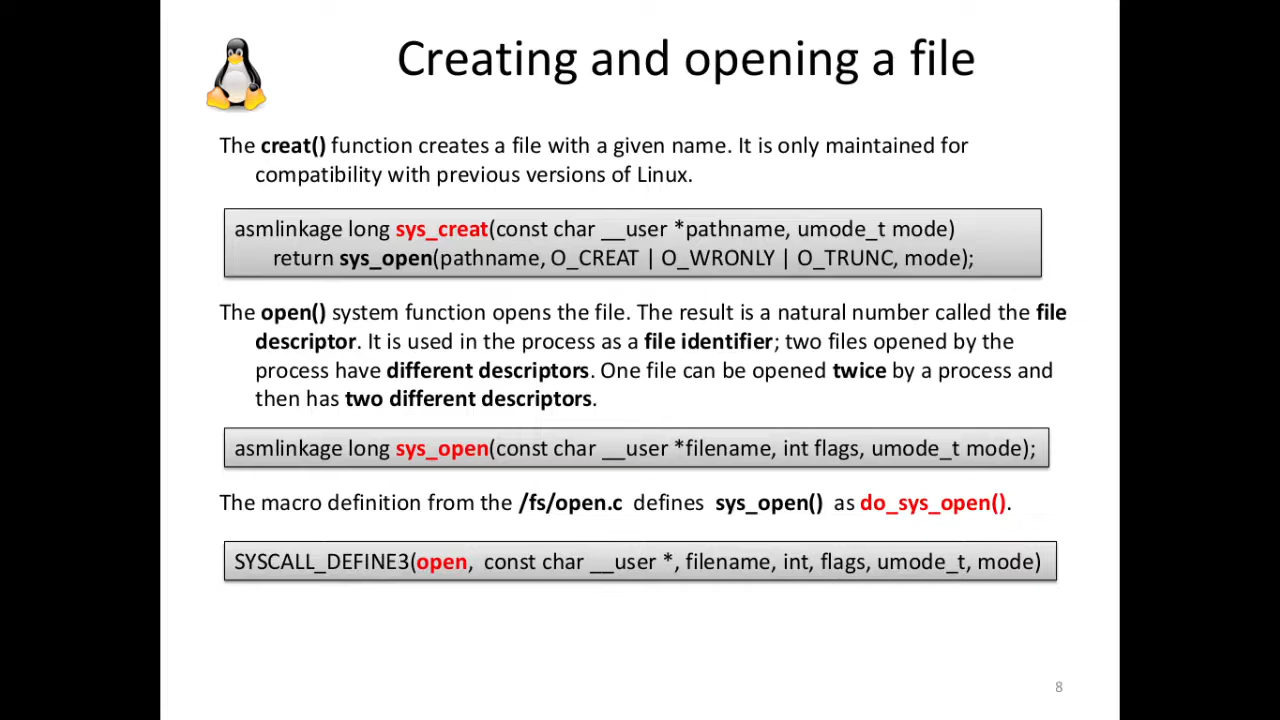 Creating and opening a file
The creat() function creates a file with a given name. It is only maintained for
compatibility with previous versions of Linux.
asmlinkage long sys_creat(const char __user *pathname, umode_t mode)
return sys_open(pathname, O_CREAT | O_WRONLY | O_TRUNC, mode);
The open() system function opens the file. The result is a natural number called the file
descriptor. It is used in the process as a file identifier; two files opened by the
process have different descriptors. One file can be opened twice by a process and
then has two different descriptors.
asmlinkage long sys_open(const char __user *filename, int flags, umode_t mode);
The macro definition from the /fs/open.c defines sys_open() as do_sys_open().
SYSCALL_DEFINE3(open, const char __user *, filename, int, flags, umode_t, mode)
8